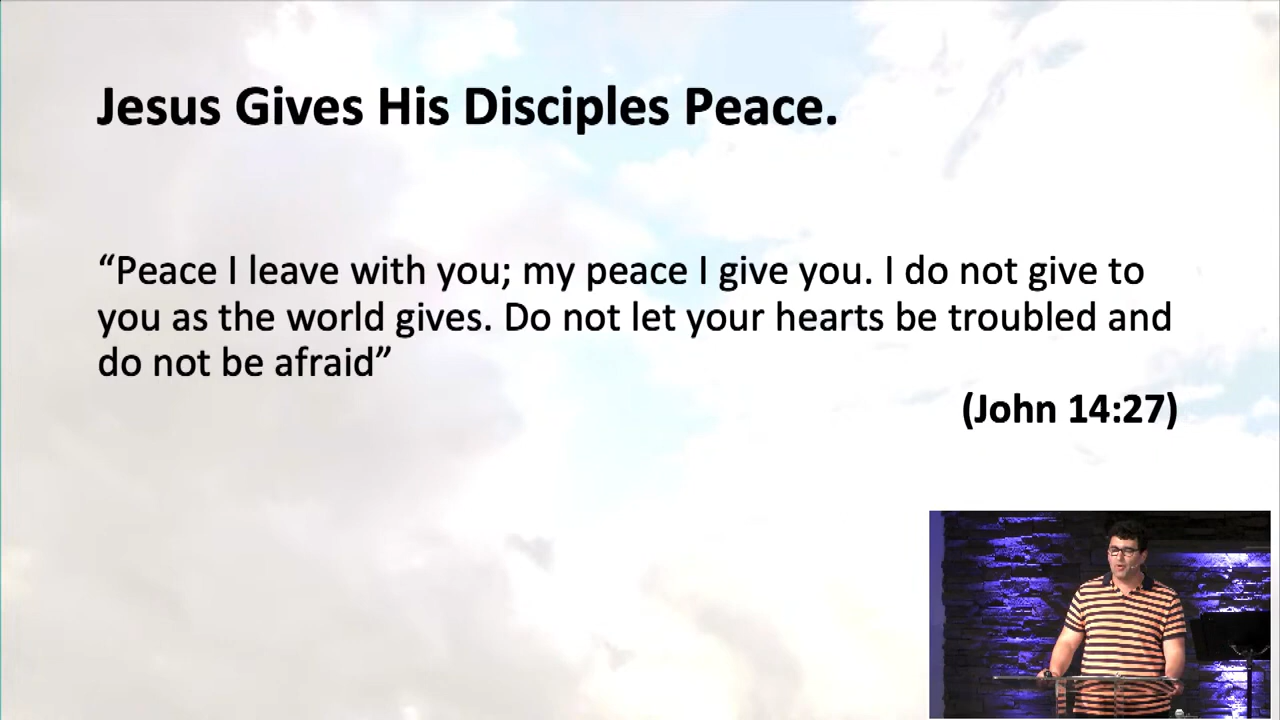 Jesus Gives His Disciples Peace.
“Peace I leave with you; my peace I give you. I do not give to
you as the world gives. Do not let your hearts be troubled and
do not be afraid”
(John 14:27)